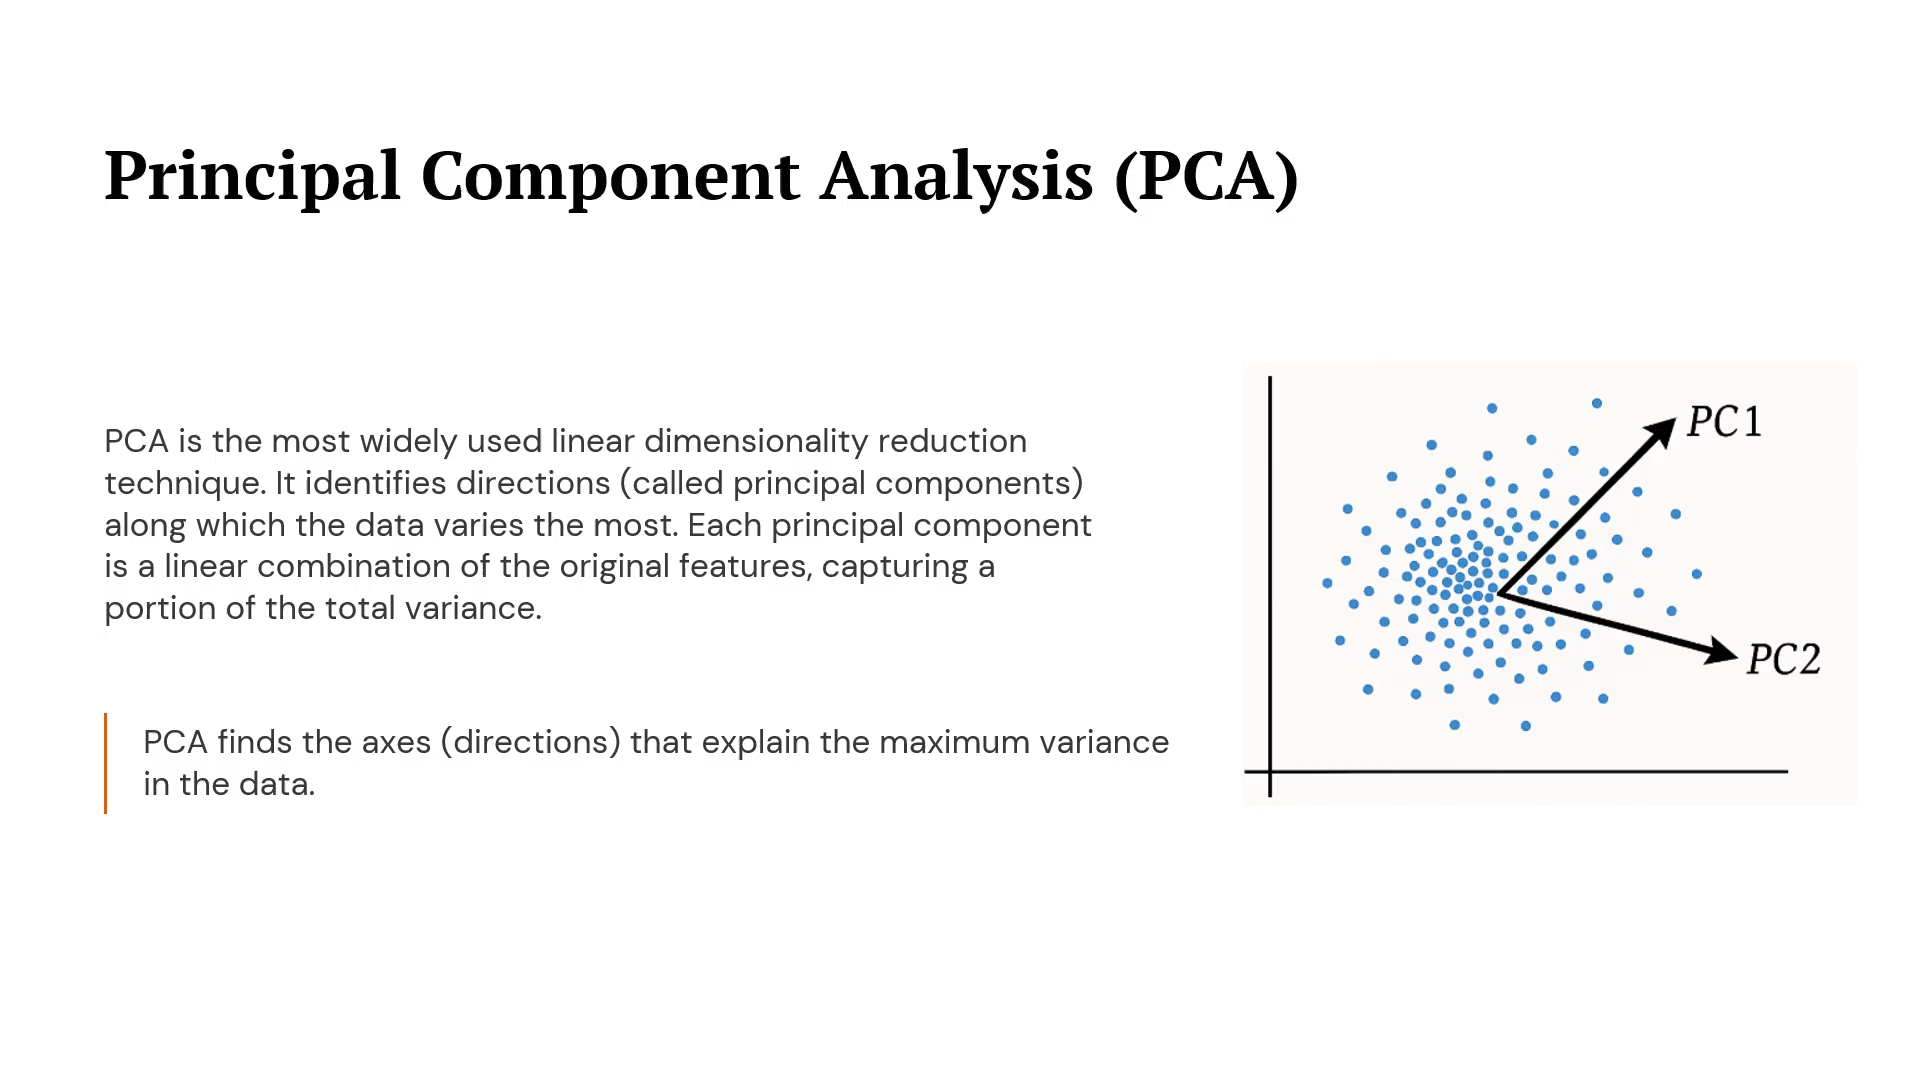 Principal Component Analysis (PCA)
PCA is the most widely used linear dimensionality reduction
technique. It identifies directions (called principal components)
along which the data varies the most. Each principal component
is a linear combination of the original features, capturing a
portion of the total variance.
PCA finds the axes (directions) that explain the maximum variance
in the data.
PC1
PC2